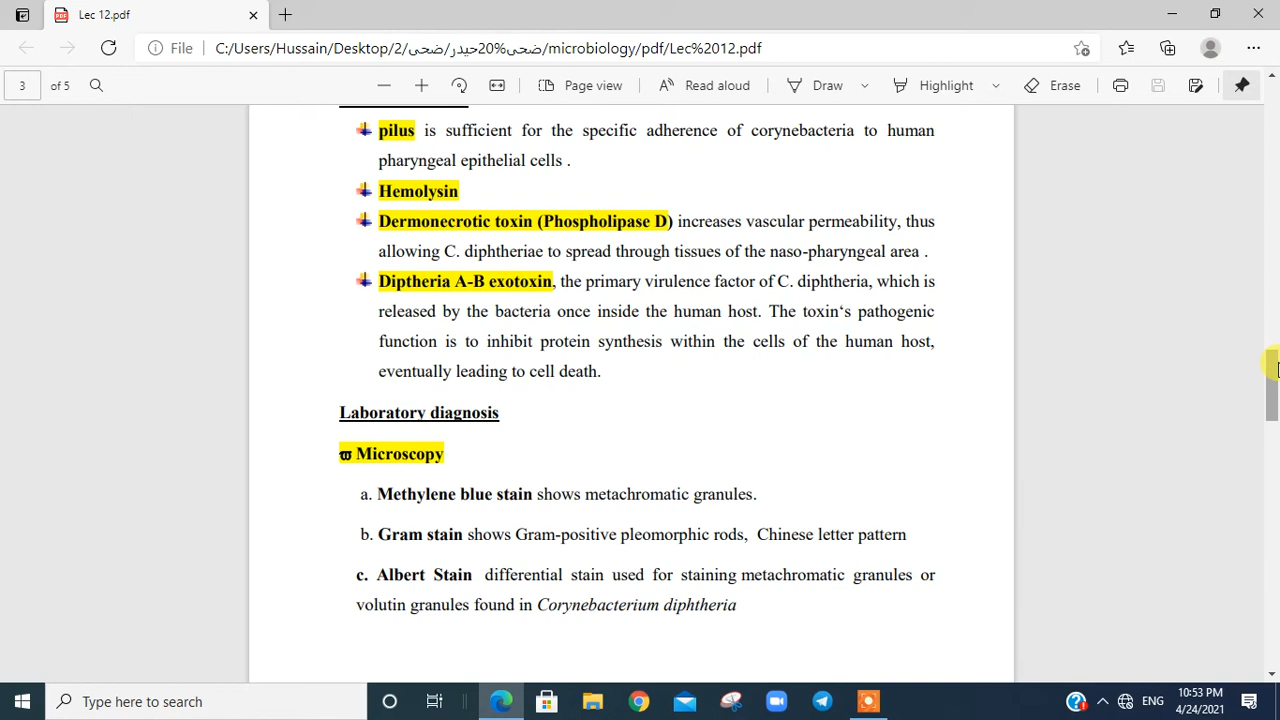 Lec 12.pdf
File
C:/Users/Hussain/Desktop/2/ضحى/حيدر%20ضحى/microbiology/pdf/Lec%2012.pdf
3 of 5
Page view
Read aloud
Draw
Highlight
Erase
pilus is sufficient for the specific adherence of corynebacteria to human
pharyngeal epithelial cells .
Hemolysin
Dermonecrotic toxin (Phospholipase D) increases vascular permeability, thus
allowing C. diphtheriae to spread through tissues of the naso-pharyngeal area .
Diptheria A-B exotoxin, the primary virulence factor of C. diphtheria, which is
released by the bacteria once inside the human host. The toxin‘s pathogenic
function is to inhibit protein synthesis within the cells of the human host,
eventually leading to cell death.
Laboratory diagnosis
ϖ Microscopy
a. Methylene blue stain shows metachromatic granules.
b. Gram stain shows Gram-positive pleomorphic rods, Chinese letter pattern
c. Albert Stain differential stain used for staining metachromatic granules or
volutin granules found in Corynebacterium diphtheria
Type here to search
ENG
10:53 PM
4/24/2021